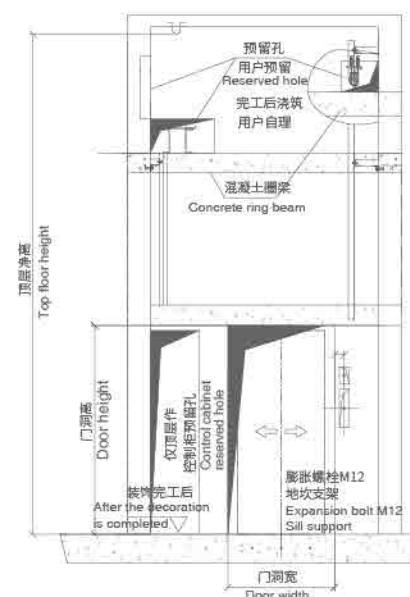 预留孔
用户预留
Reserved hole
完工后浇筑
用户自理
混凝土圈梁
Concrete ring beam
顶层净高
Top floor height
门洞高
Door height
仅顶层作
控制柜预留孔
Control cabinet
reserved hole
装饰完工后
After the decoration
is completed
膨胀螺栓M12
地坎支架
Expansion bolt M12
Sill support
门洞宽
Door width